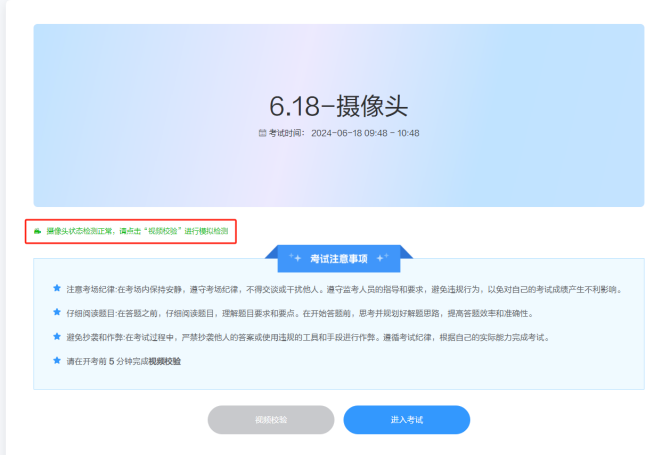 6.18-摄像头
考试时间： 2024-06-18 09:48 - 10:48
摄像头状态检测正常，请点击“视频校验”进行模拟检测
考试注意事项
注意考场纪律:在考场内保持安静，遵守考场纪律，不得交谈或干扰他人。遵守监考人员的指导和要求，避免违规行为，以免对自己的考试成绩产生不利影响。
仔细阅读题目:在答题之前，仔细阅读题目，理解题目要求和要点。在开始答题前，思考并规划好解题思路，提高答题效率和准确性。
避免抄袭和作弊:在考试过程中，严禁抄袭他人的答案或使用违规的工具和手段进行作弊。遵循考试纪律，根据自己的实际能力完成考试。
请在开考前 5 分钟完成视频校验
视频校验
进入考试